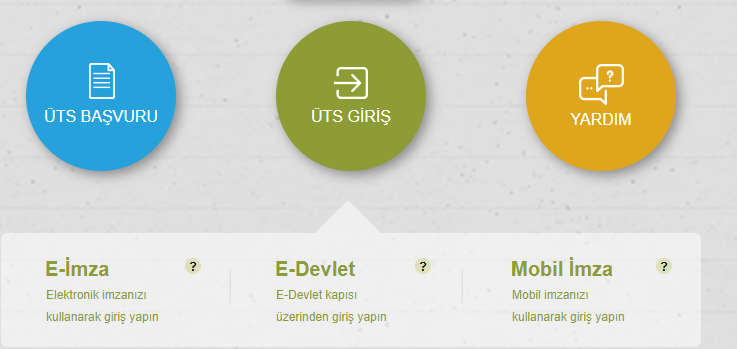 ÜTS BAŞVURU
ÜTS GİRİŞ
?
YARDIM
E-İmza ?
Elektronik imzanızı
kullanarak giriş yapın
E-Devlet ?
E-Devlet kapısı
üzerinden giriş yapın
Mobil İmza ?
Mobil imzanızı
kullanarak giriş yapın